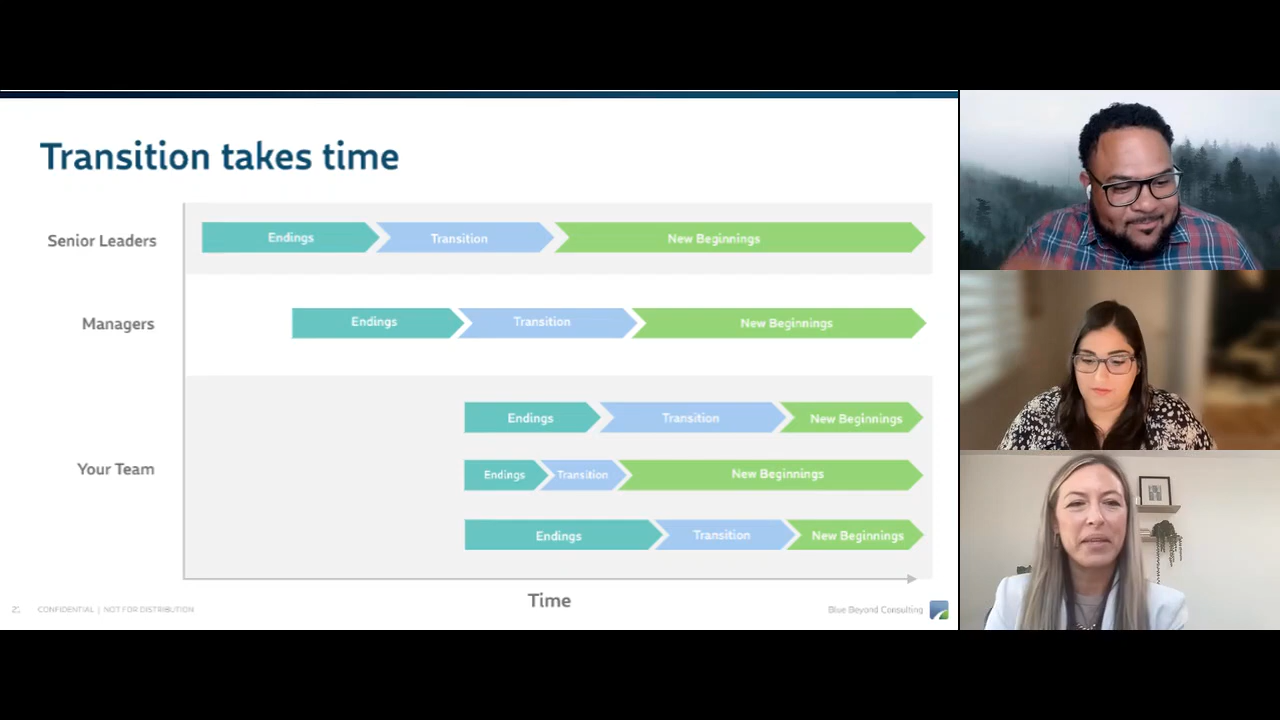 Transition takes time
Senior Leaders
Endings
Transition
New Beginnings
Managers
Endings
Transition
New Beginnings
Your Team
Endings
Transition
New Beginnings
Endings
Transition
New Beginnings
Endings
Transition
New Beginnings
Time
CONFIDENTIAL | NOT FOR DISTRIBUTION
Blue Beyond Consulting